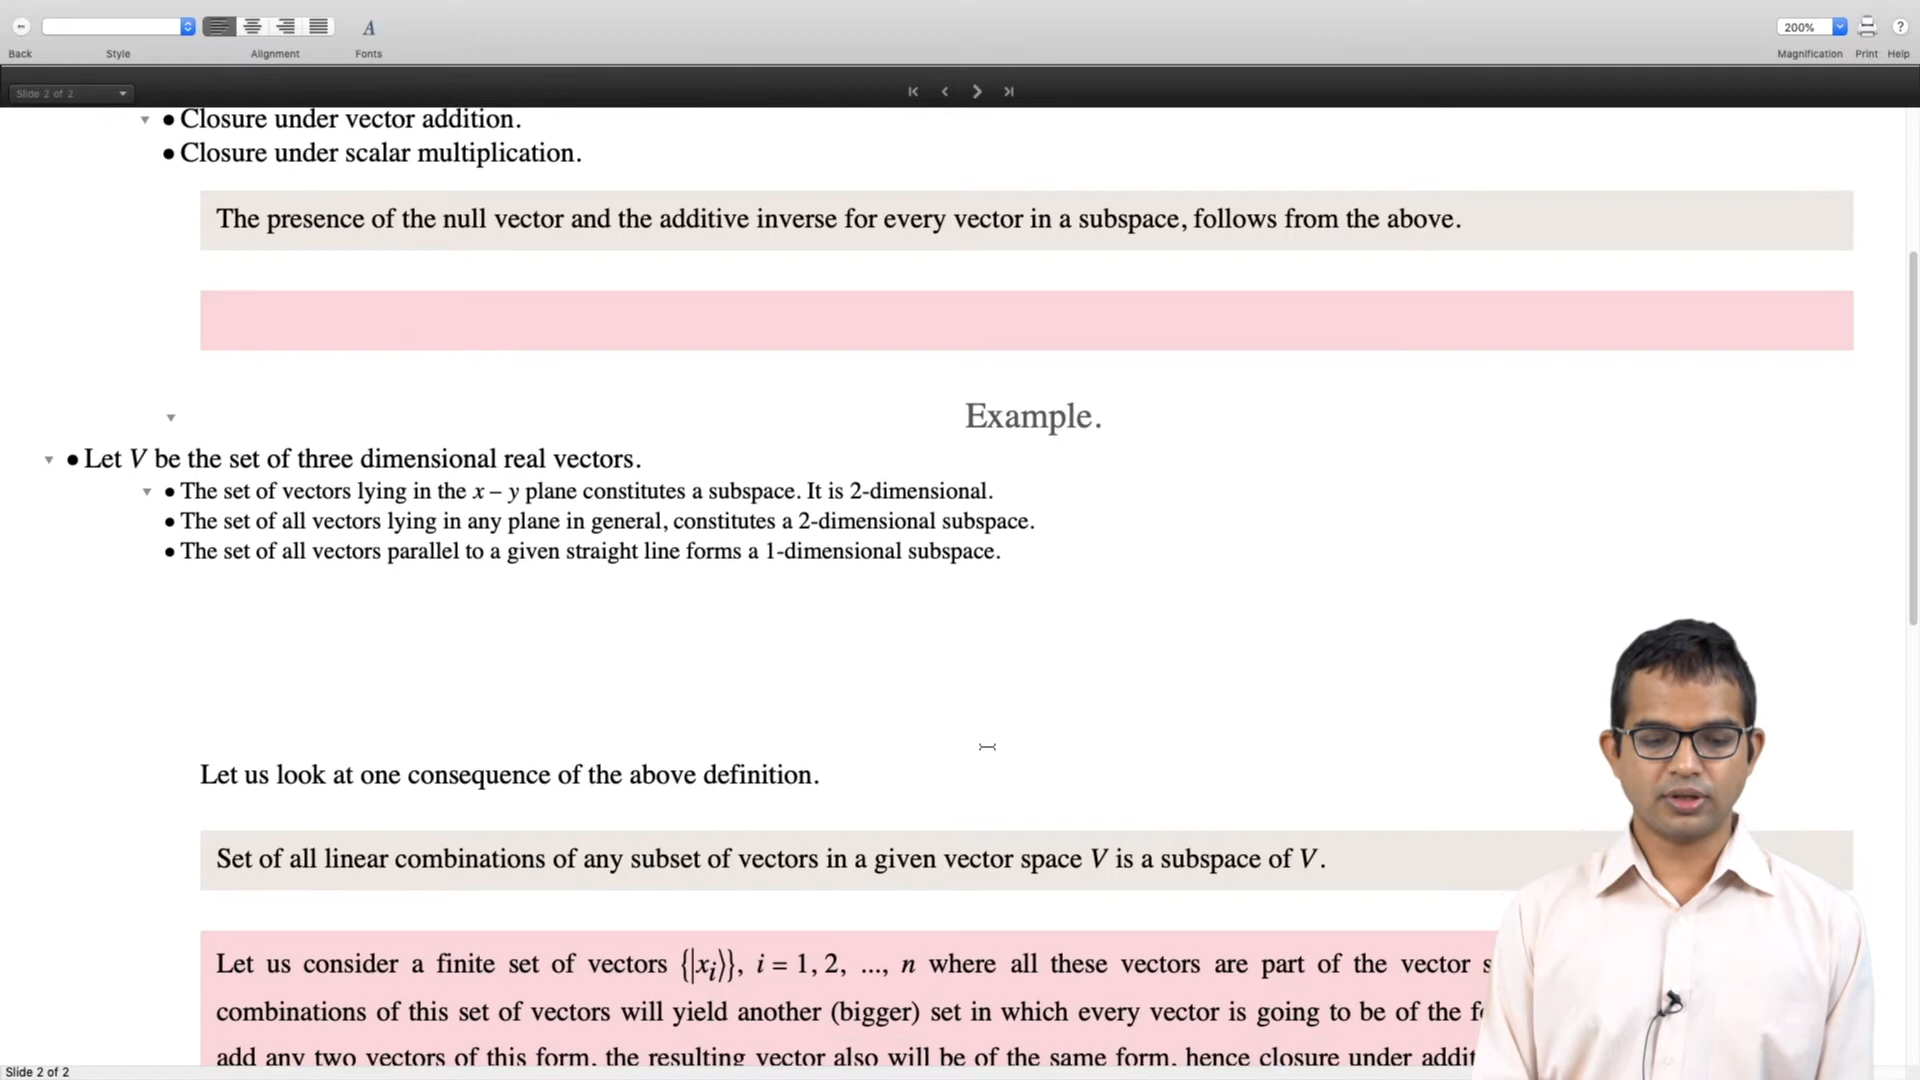 200%
Back Style Alignment Fonts Magnification Print Help
Slide 2 of 2
• Closure under vector addition.
• Closure under scalar multiplication.
The presence of the null vector and the additive inverse for every vector in a subspace, follows from the above.
Example.
• Let V be the set of three dimensional real vectors.
• The set of vectors lying in the x – y plane constitutes a subspace. It is 2-dimensional.
• The set of all vectors lying in any plane in general, constitutes a 2-dimensional subspace.
• The set of all vectors parallel to a given straight line forms a 1-dimensional subspace.
Let us look at one consequence of the above definition.
Set of all linear combinations of any subset of vectors in a given vector space V is a subspace of V.
Let us consider a finite set of vectors {|xᵢ⟩}, i = 1, 2, ..., n where all these vectors are part of the vector
combinations of this set of vectors will yield another (bigger) set in which every vector is going to be of the
add any two vectors of this form, the resulting vector also will be of the same form, hence closure under
Slide 2 of 2